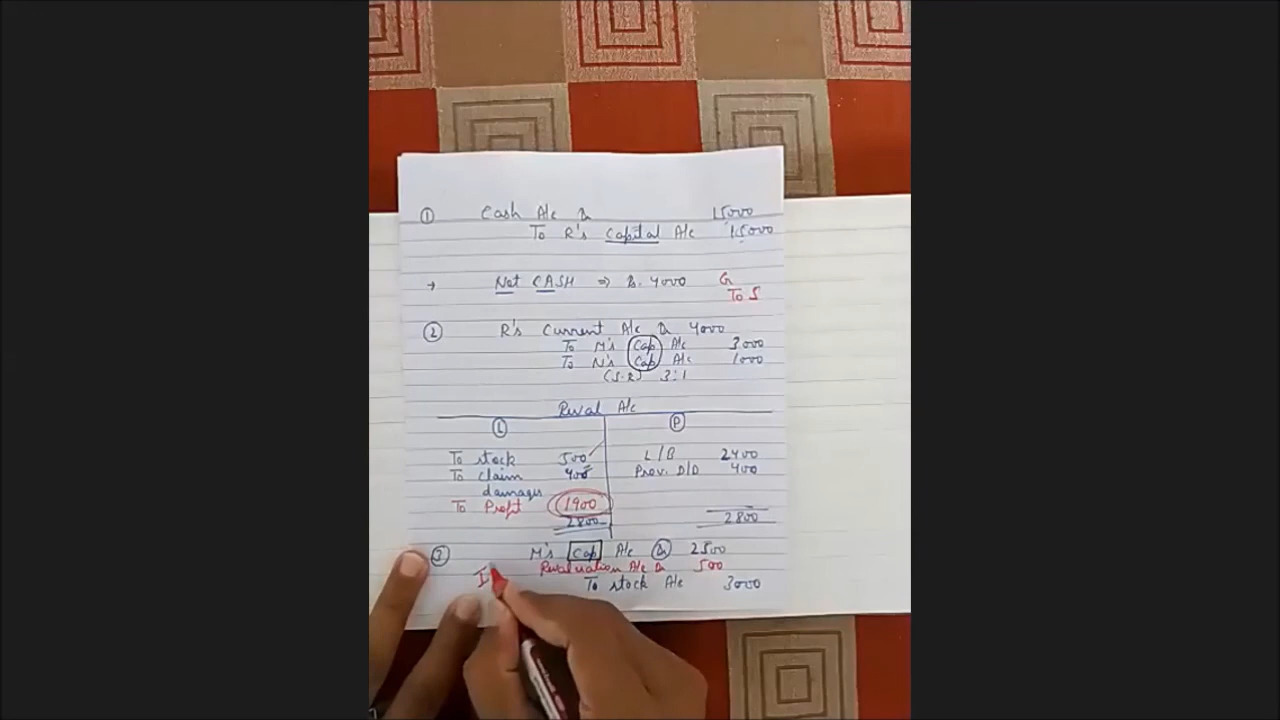 ① Cash A/c Dr 15000
To R's Capital A/c 15000
→ Not CASH ⇒ Rs. 4000 G
To S
② R's Current A/c Dr 4000
To M's Cap A/c 3000
To N's Cap A/c 1000
(S.R) 3:1
Reval A/c
Ⓛ Ⓟ
To stock 500 L/B 2400
To claim 400 Prov. D/D 400
damages
To Profit 1900
2800 2800
③ M's Cap A/c Dr 2500
Revaluation A/c Dr 500
To stock A/c 3000
I